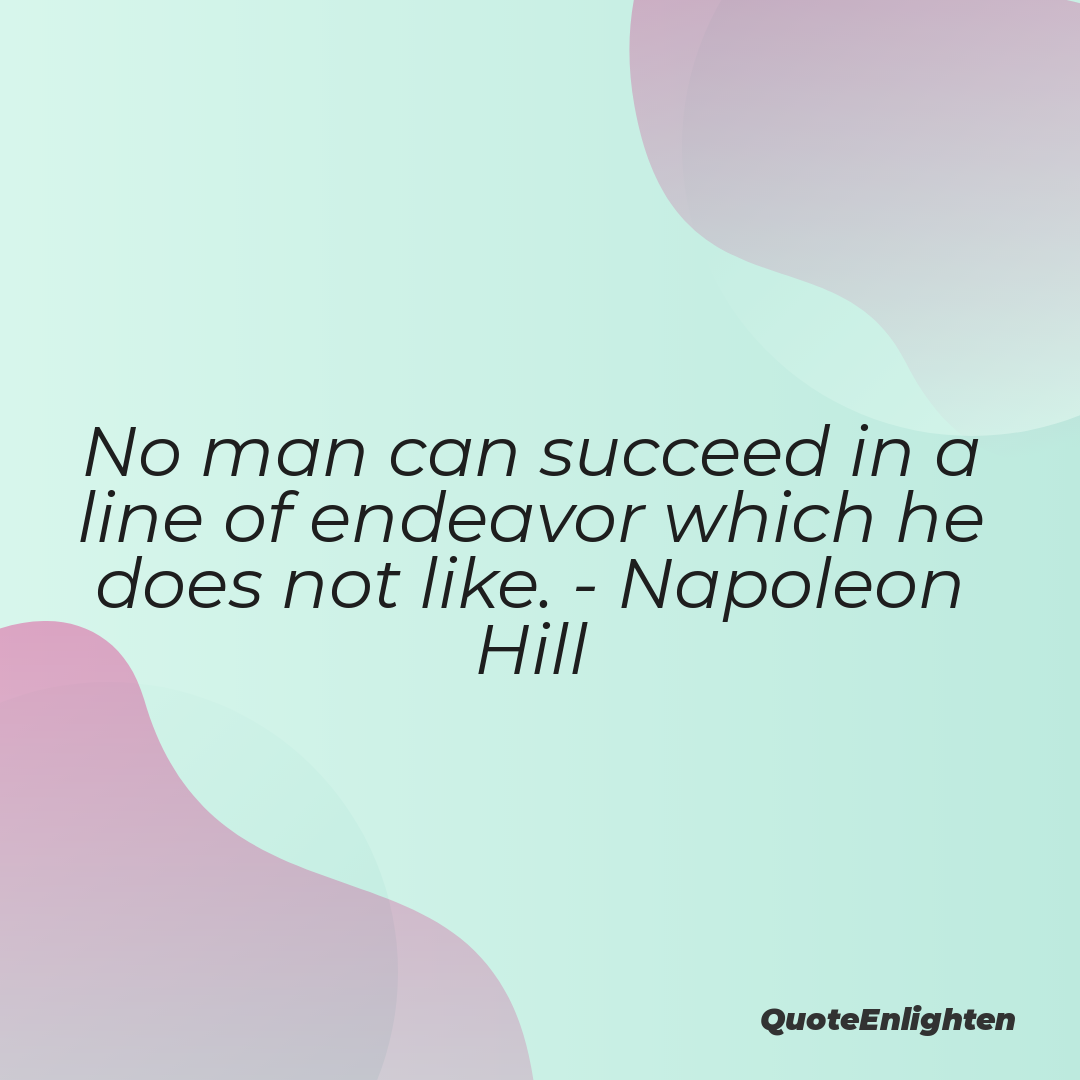 No man can succeed in a
line of endeavor which he
does not like. - Napoleon
Hill
QuoteEnlighten